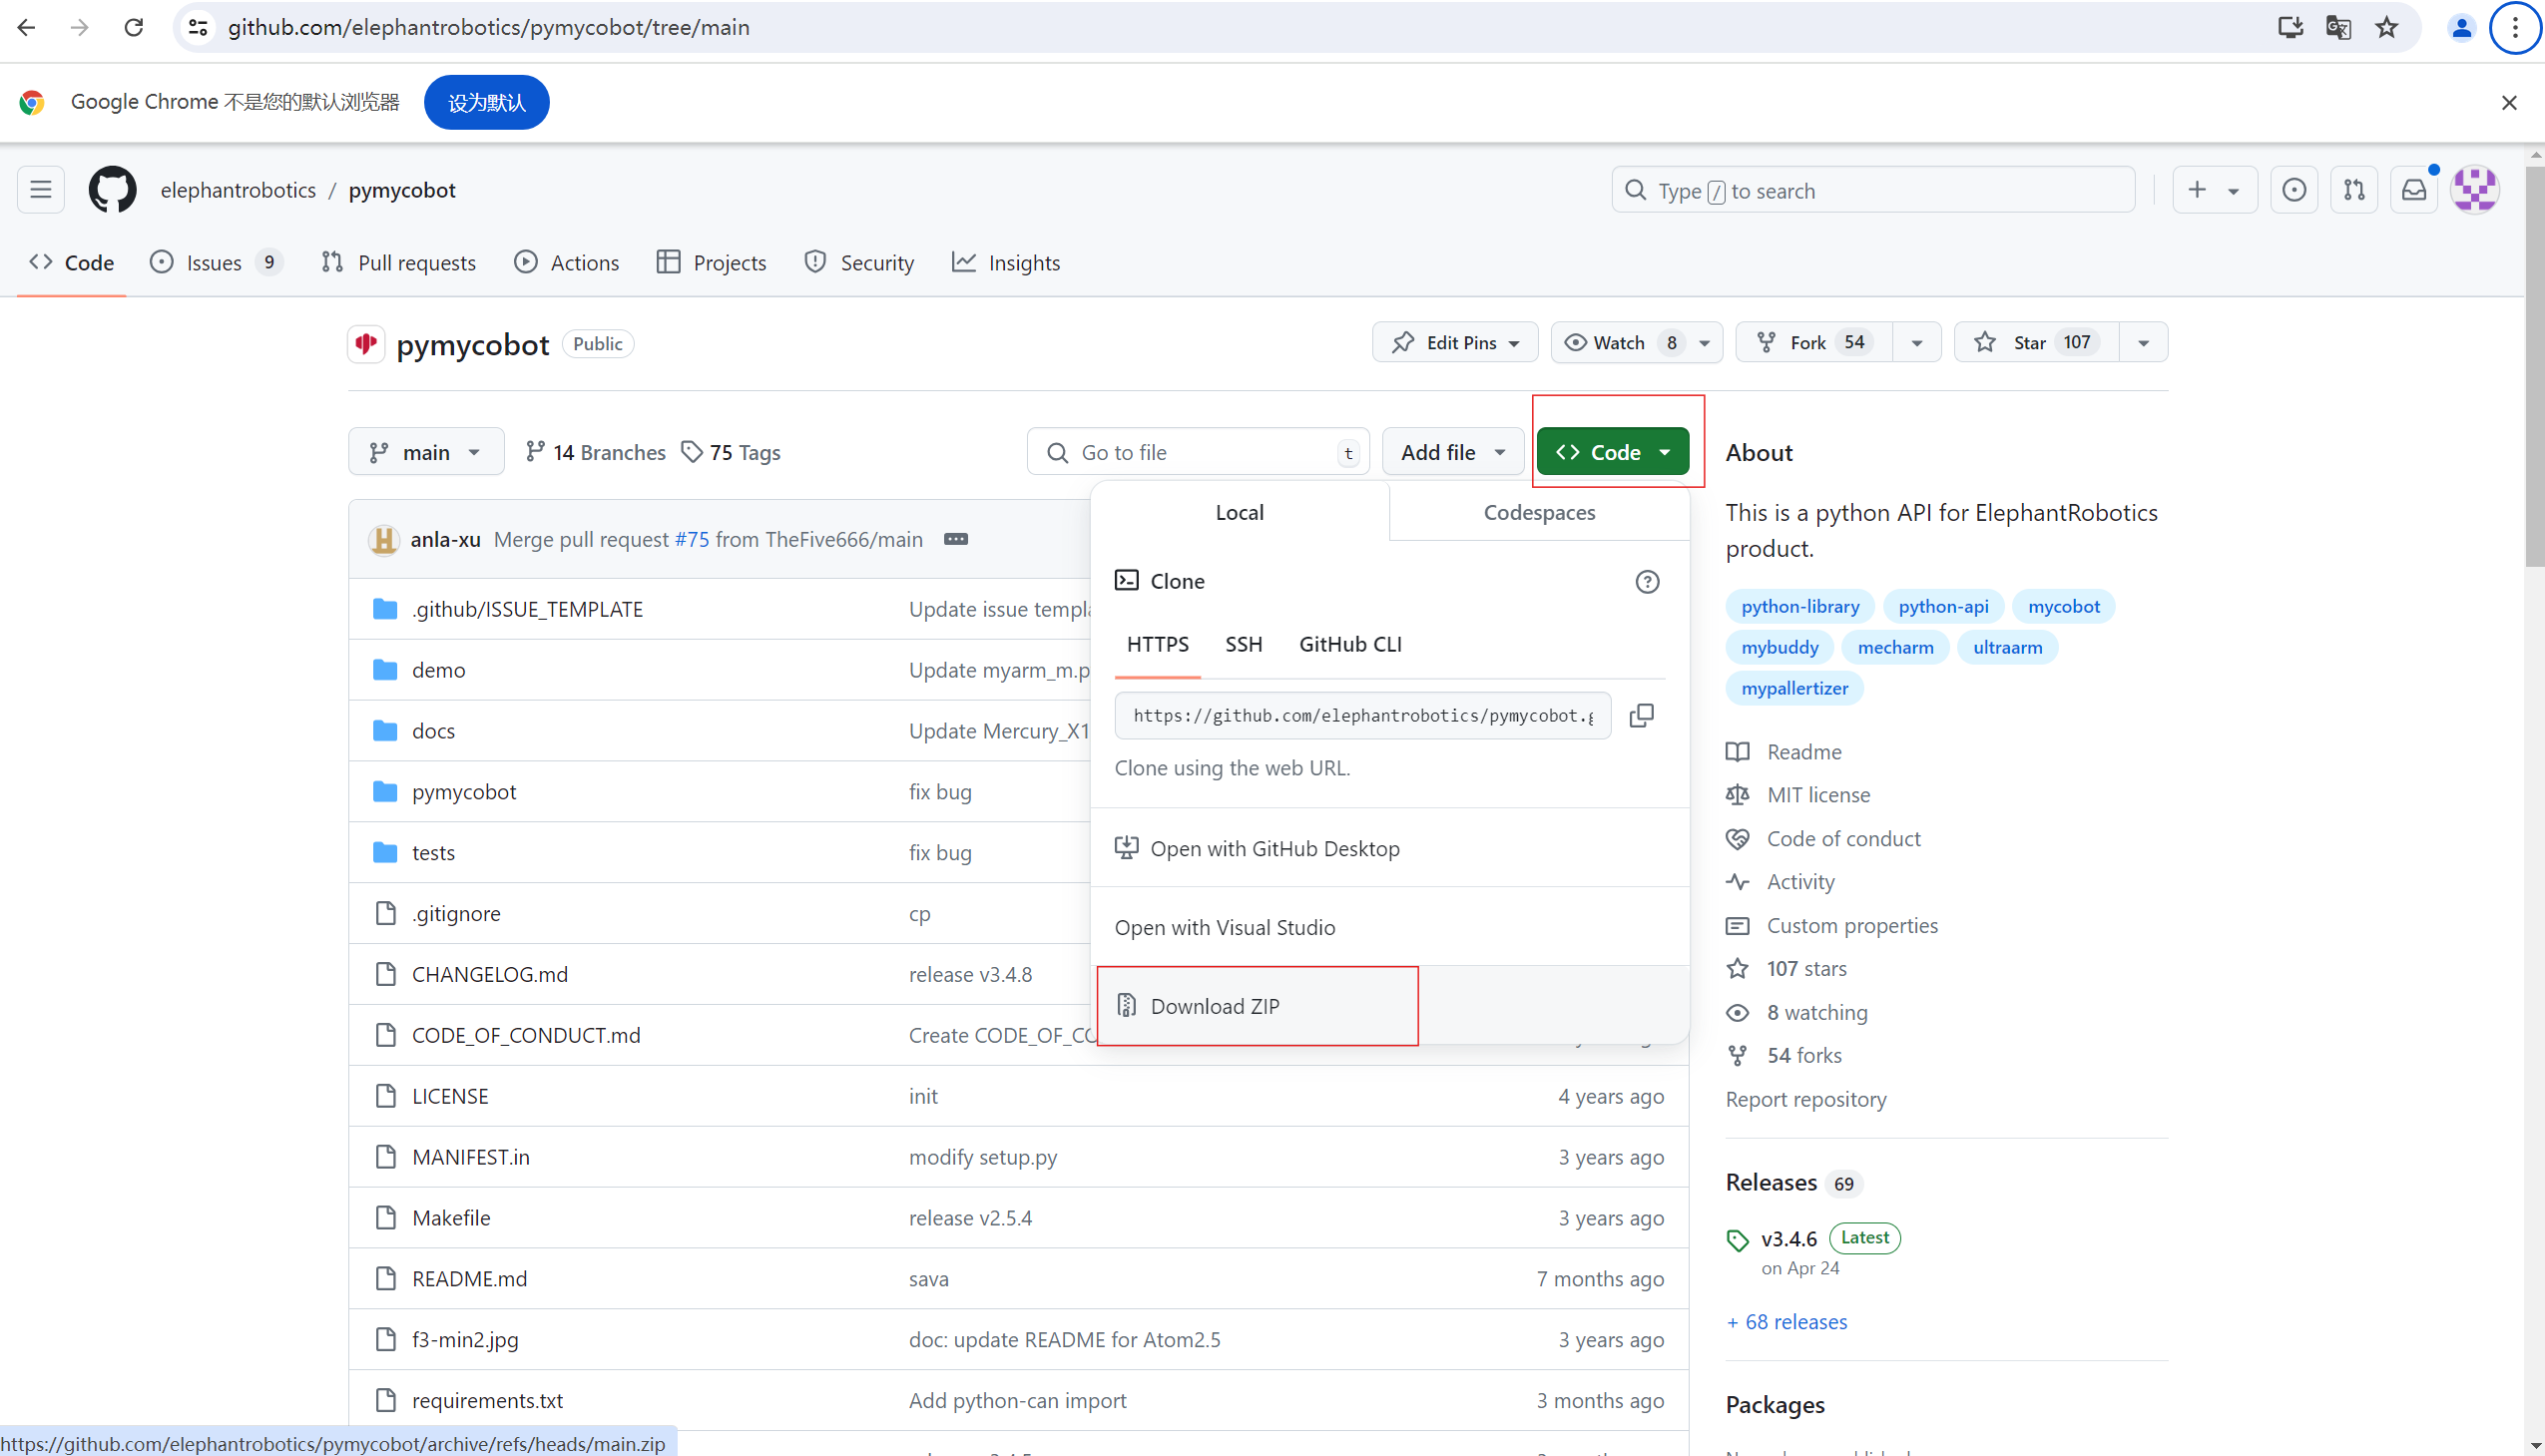 github.com/elephantrobotics/pymycobot/tree/main
Google Chrome 不是您的默认浏览器 设为默认
elephantrobotics / pymycobot
Type / to search
Code Issues 9 Pull requests Actions Projects Security Insights
pymycobot Public
Edit Pins Watch 8 Fork 54 Star 107
main 14 Branches 75 Tags
Go to file t Add file Code
Local Codespaces
Clone
HTTPS SSH GitHub CLI
https://github.com/elephantrobotics/pymycobot.g
Clone using the web URL.
Open with GitHub Desktop
Open with Visual Studio
Download ZIP
anla-xu Merge pull request #75 from TheFive666/main
.github/ISSUE_TEMPLATE Update issue templa
demo Update myarm_m.p
docs Update Mercury_X1
pymycobot fix bug
tests fix bug
.gitignore cp
CHANGELOG.md release v3.4.8
CODE_OF_CONDUCT.md Create CODE_OF_CO
LICENSE init 4 years ago
MANIFEST.in modify setup.py 3 years ago
Makefile release v2.5.4 3 years ago
README.md sava 7 months ago
f3-min2.jpg doc: update README for Atom2.5 3 years ago
requirements.txt Add python-can import 3 months ago
About
This is a python API for ElephantRobotics
product.
python-library python-api mycobot
mybuddy mecharm ultraarm
mypallertizer
Readme
MIT license
Code of conduct
Activity
Custom properties
107 stars
8 watching
54 forks
Report repository
Releases 69
v3.4.6 Latest
on Apr 24
+ 68 releases
Packages
https://github.com/elephantrobotics/pymycobot/archive/refs/heads/main.zip